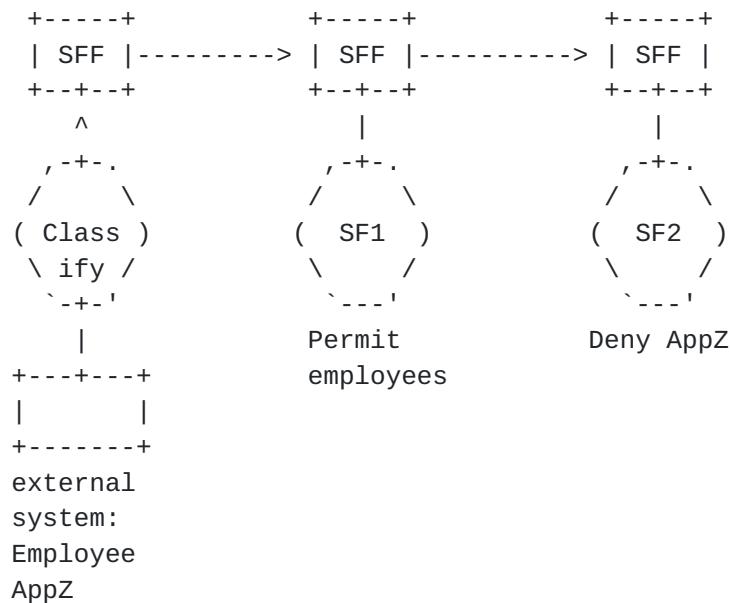 +-----+           +-----+            +-----+
 | SFF |---------> | SFF |----------> | SFF |
 +--+--+           +--+--+            +--+--+
    ^                 |                  |
  ,-+-.             ,-+-.              ,-+-.
 /     \           /     \            /     \
( Class )         (  SF1  )          (  SF2  )
 \ ify /           \     /            \     /
  `-+-'             `---'              `---'
    |              Permit            Deny AppZ
+---+---+          employees
|       |
+-------+
external
system:
Employee
AppZ